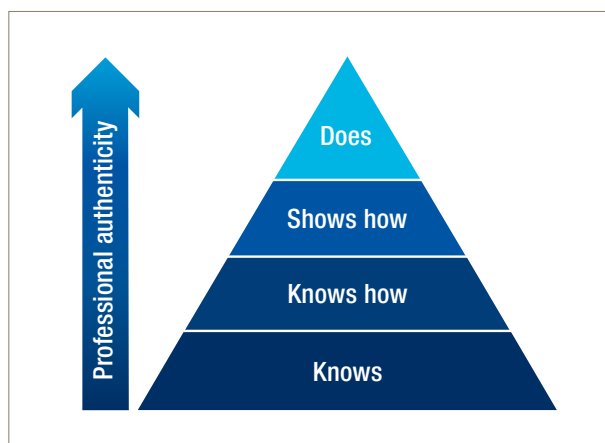 Professional authenticity
Does
Shows how
Knows how
Knows